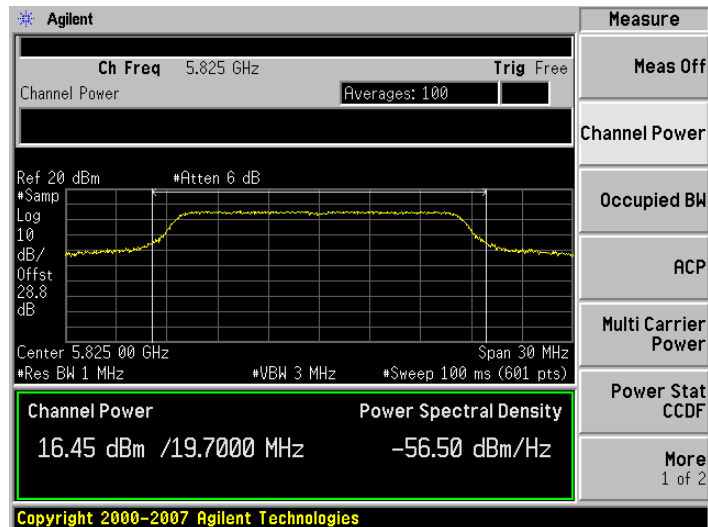 Agilent
Measure
Ch Freq 5.825 GHz Trig Free
Channel Power Averages: 100
Meas Off
Channel Power
Occupied BW
ACP
Multi Carrier
Power
Power Stat
CCDF
More
1 of 2
Ref 20 dBm #Atten 6 dB
#Samp
Log
10
dB/
Offst
28.8
dB
Center 5.825 00 GHz Span 30 MHz
#Res BW 1 MHz #VBW 3 MHz #Sweep 100 ms (601 pts)
Channel Power Power Spectral Density
16.45 dBm /19.7000 MHz -56.50 dBm/Hz
Copyright 2000-2007 Agilent Technologies